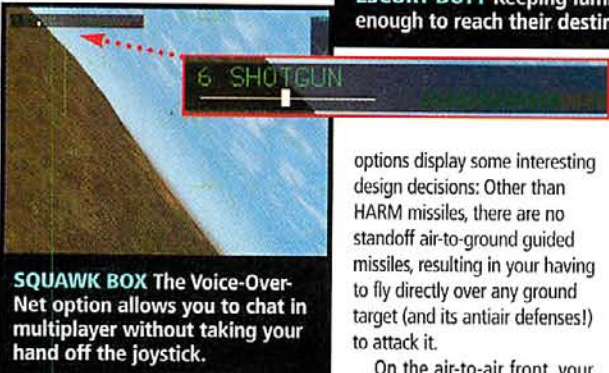 ESCORT DUTY Keeping
enough to reach their
6 SHOTGUN
SQUAWK BOX The Voice-Over-
Net option allows you to chat in
multiplayer without taking your
hand off the joystick.
options display some interesting
design decisions: Other than
HARM missiles, there are no
standoff air-to-ground guided
missiles, resulting in your having
to fly directly over any ground
target (and its antiair defenses!)
to attack it.
On the air-to-air front, your